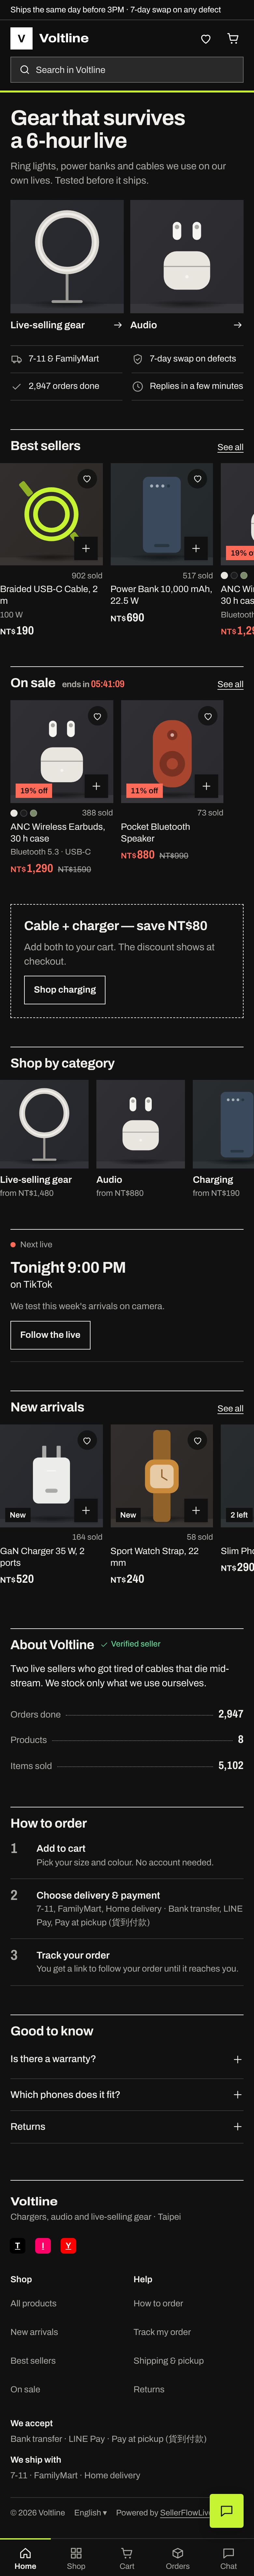 Ships the same day before 3PM · 7-day swap on any defect
V Voltline
Search in Voltline
Gear that survives
a 6-hour live
Ring lights, power banks and cables we use on our
own lives. Tested before it ships.
Live-selling gear →
Audio →
7-11 & FamilyMart
7-day swap on defects
2,947 orders done
Replies in a few minutes
Best sellers
See all
902 sold
Braided USB-C Cable, 2
m
100 W
NT$190
517 sold
Power Bank 10,000 mAh,
22.5 W
NT$690
On sale ends in 05:41:09
See all
19% off
388 sold
ANC Wireless Earbuds,
30 h case
Bluetooth 5.3 · USB-C
NT$1,290 NT$1590
11% off
73 sold
Pocket Bluetooth
Speaker
NT$880 NT$990
Cable + charger — save NT$80
Add both to your cart. The discount shows at
checkout.
Shop charging
Shop by category
Live-selling gear
from NT$1,480
Audio
from NT$880
Charging
from NT$190
Next live
Tonight 9:00 PM
on TikTok
We test this week's arrivals on camera.
Follow the live
New arrivals
See all
New
164 sold
GaN Charger 35 W, 2
ports
NT$520
New
58 sold
Sport Watch Strap, 22
mm
NT$240
2 left
About Voltline Verified seller
Two live sellers who got tired of cables that die mid-
stream. We stock only what we use ourselves.
Orders done 2,947
Products 8
Items sold 5,102
How to order
1 Add to cart
Pick your size and colour. No account needed.
2 Choose delivery & payment
7-11, FamilyMart, Home delivery · Bank transfer, LINE
Pay, Pay at pickup (貨到付款)
3 Track your order
You get a link to follow your order until it reaches you.
Good to know
Is there a warranty?
Which phones does it fit?
Returns
Voltline
Chargers, audio and live-selling gear · Taipei
T I Y
Shop
Help
All products
How to order
New arrivals
Track my order
Best sellers
Shipping & pickup
On sale
Returns
We accept
Bank transfer · LINE Pay · Pay at pickup (貨到付款)
We ship with
7-11 · FamilyMart · Home delivery
© 2026 Voltline English ▾ Powered by SellerFlowLiv
Home Shop Cart Orders Chat